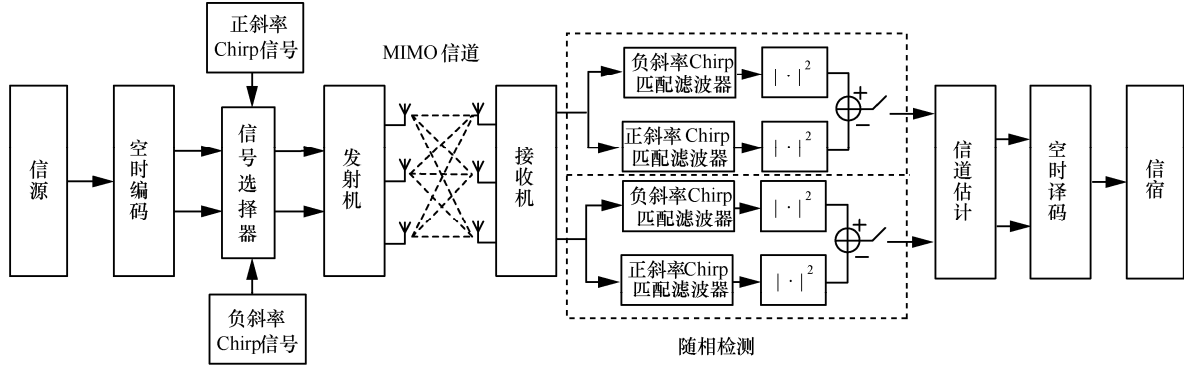 正斜率
Chirp信号
MIMO 信道
信源
空时编码
信号选择器
发射机
接收机
负斜率Chirp
匹配滤波器
|·|²
+
−
正斜率 Chirp
匹配滤波器
|·|²
负斜率Chirp
匹配滤波器
|·|²
+
−
正斜率Chirp
匹配滤波器
|·|²
信道估计
空时译码
信宿
负斜率
Chirp信号
随相检测